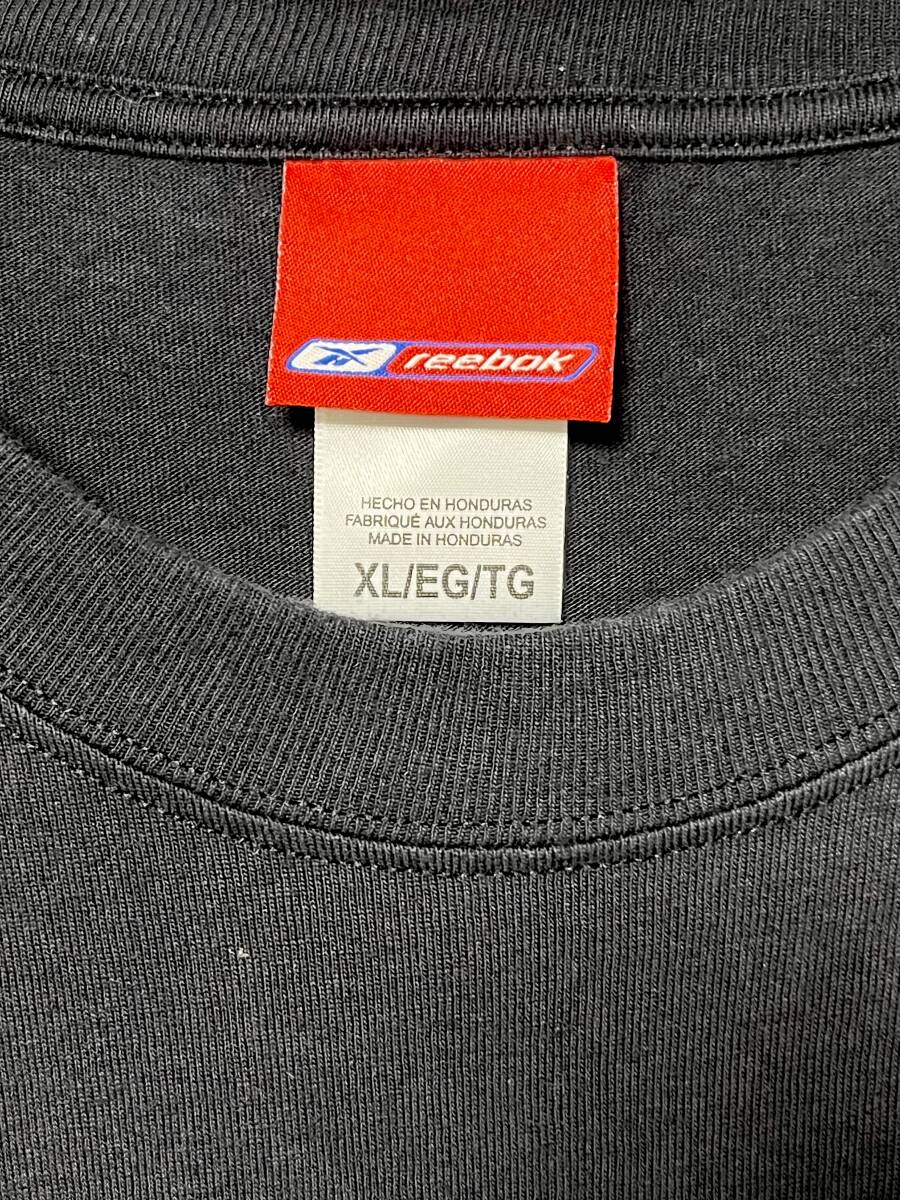 reebok
HECHO EN HONDURAS
FABRIQUÉ AUX HONDURAS
MADE IN HONDURAS
XL/EG/TG